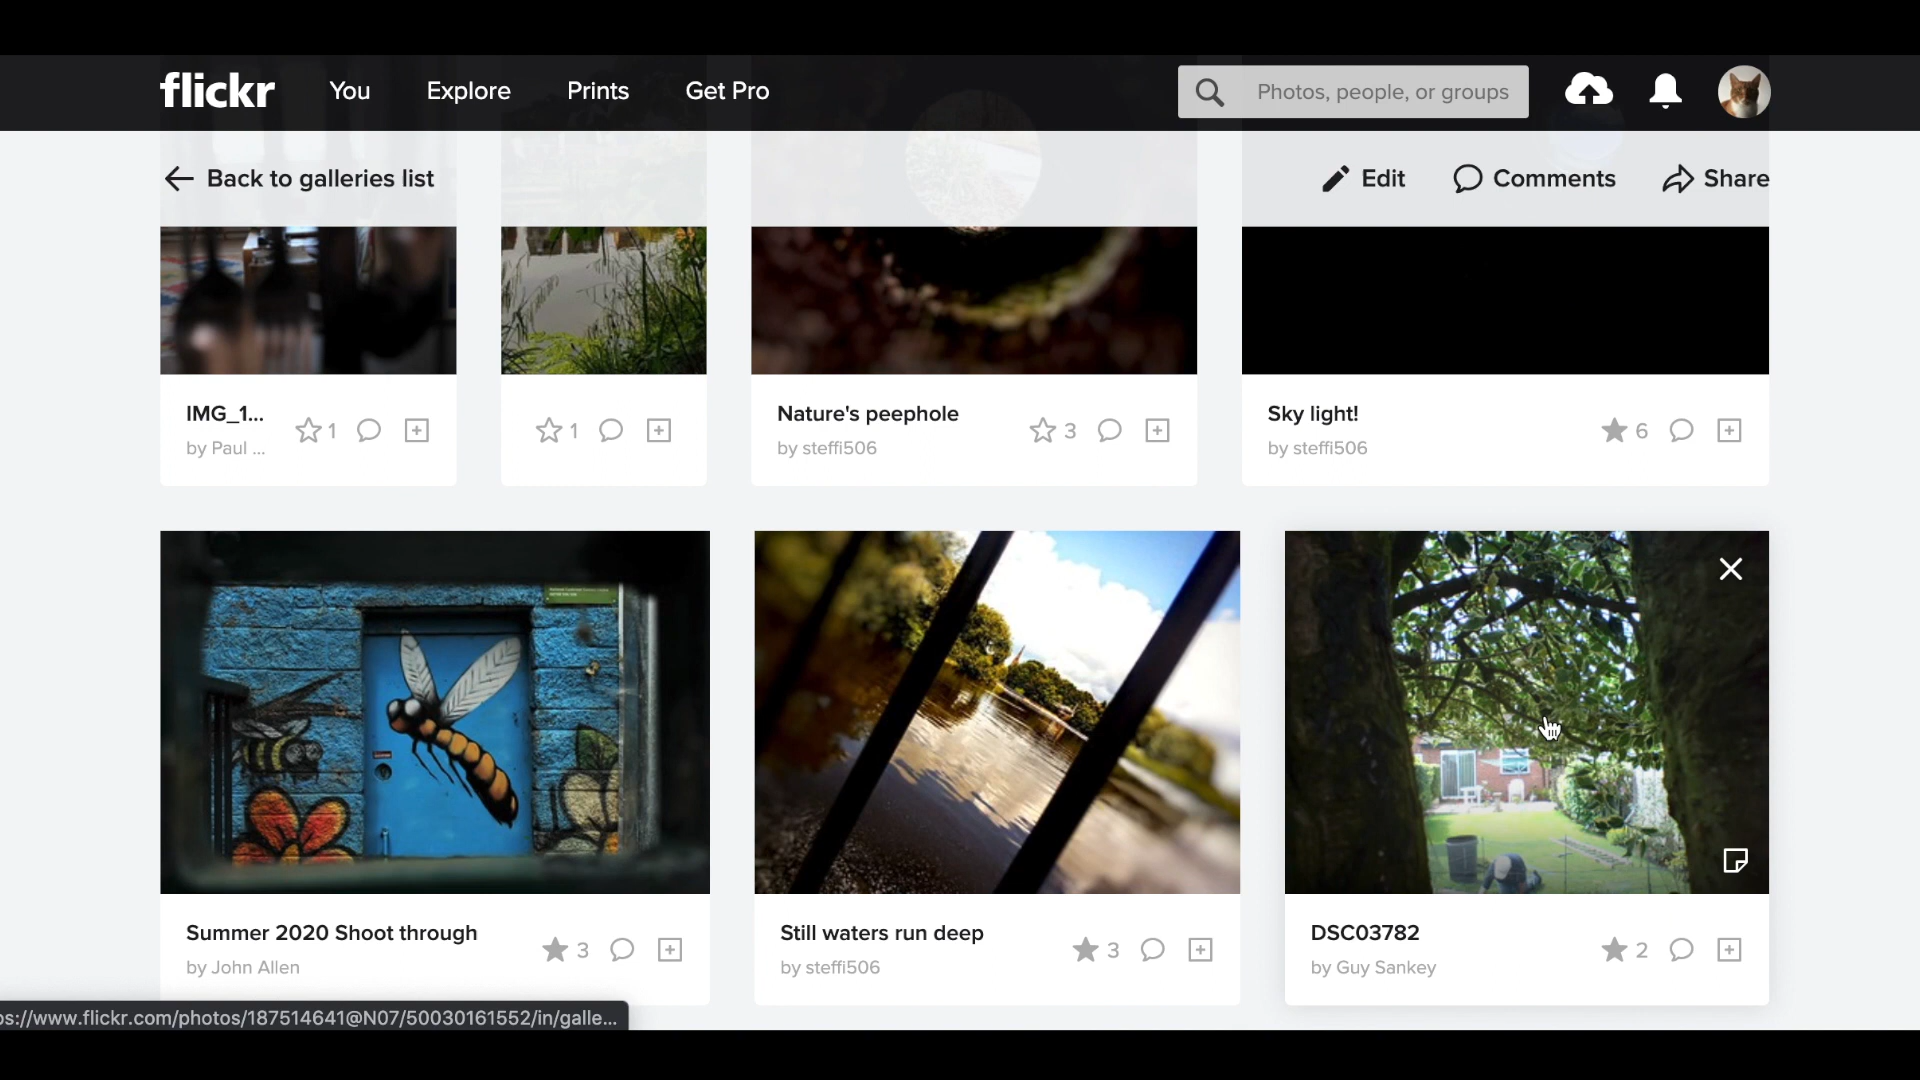 flickr You Explore Prints Get Pro Photos, people, or groups
Back to galleries list Edit Comments Share
IMG_1... 1 1 Nature's peephole 3 Sky light! 6
by Paul ... by steffi506 by steffi506
Summer 2020 Shoot through 3 Still waters run deep 3 DSC03782 2
by John Allen by steffi506 by Guy Sankey
ps://www.flickr.com/photos/187514641@N07/50030161552/in/galle...